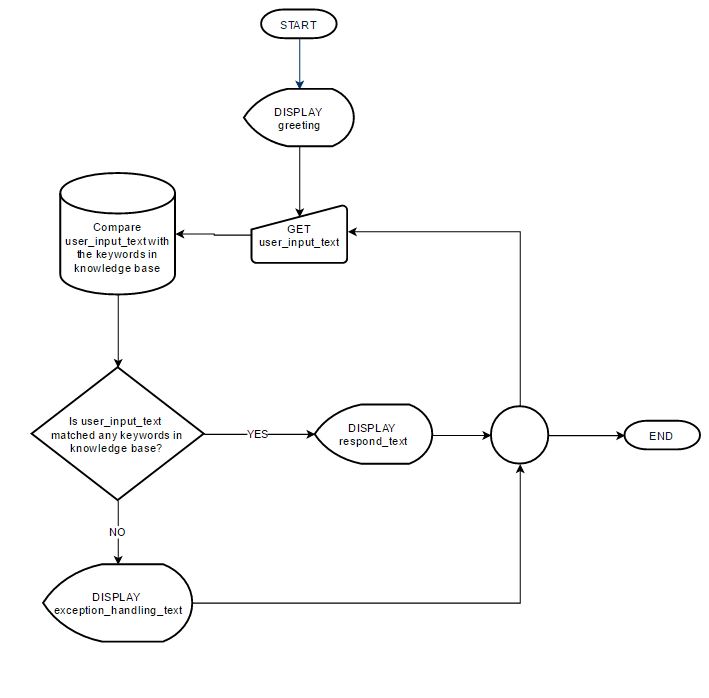 START
DISPLAY
greeting
GET
user_input_text
Compare
user_input_text with
the keywords in
knowledge base
Is user_input_text
matched any keywords in
knowledge base?
YES
DISPLAY
respond_text
END
NO
DISPLAY
exception_handling_text